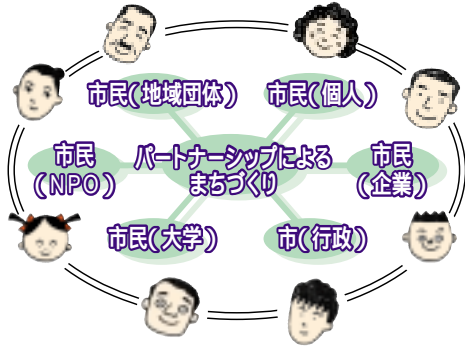 市民(地域団体)
市民(個人)
市民
(NPO)
パートナーシップによる
まちづくり
市民
(企業)
市民(大学)
市(行政)